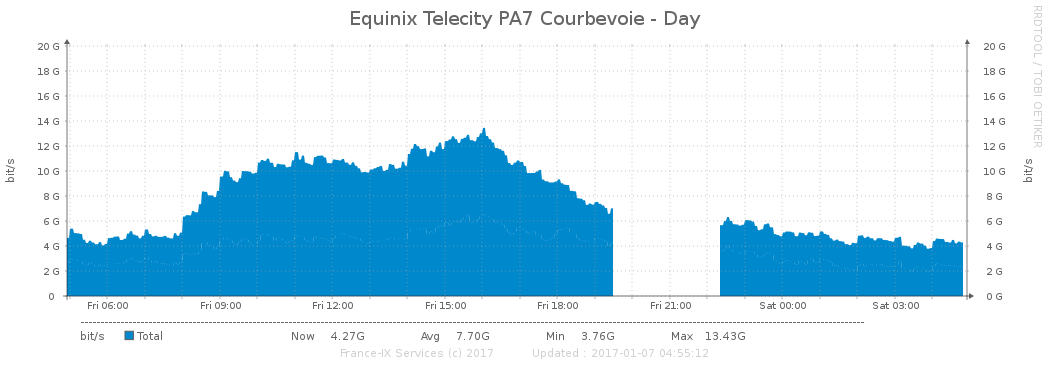 Equinix Telecity PA7 Courbevoie - Day
RRDTOOL / TOBI OETIKER
20 G 20 G
18 G 18 G
16 G 16 G
14 G 14 G
12 G 12 G
10 G 10 G
8 G 8 G
6 G 6 G
4 G 4 G
2 G 2 G
0 0 G
bit/s bit/s
Fri 06:00 Fri 09:00 Fri 12:00 Fri 15:00 Fri 18:00 Fri 21:00 Sat 00:00 Sat 03:00
bit/s Total Now 4.27G Avg 7.70G Min 3.76G Max 13.43G
France-IX Services (c) 2017 Updated : 2017-01-07 04:55:12